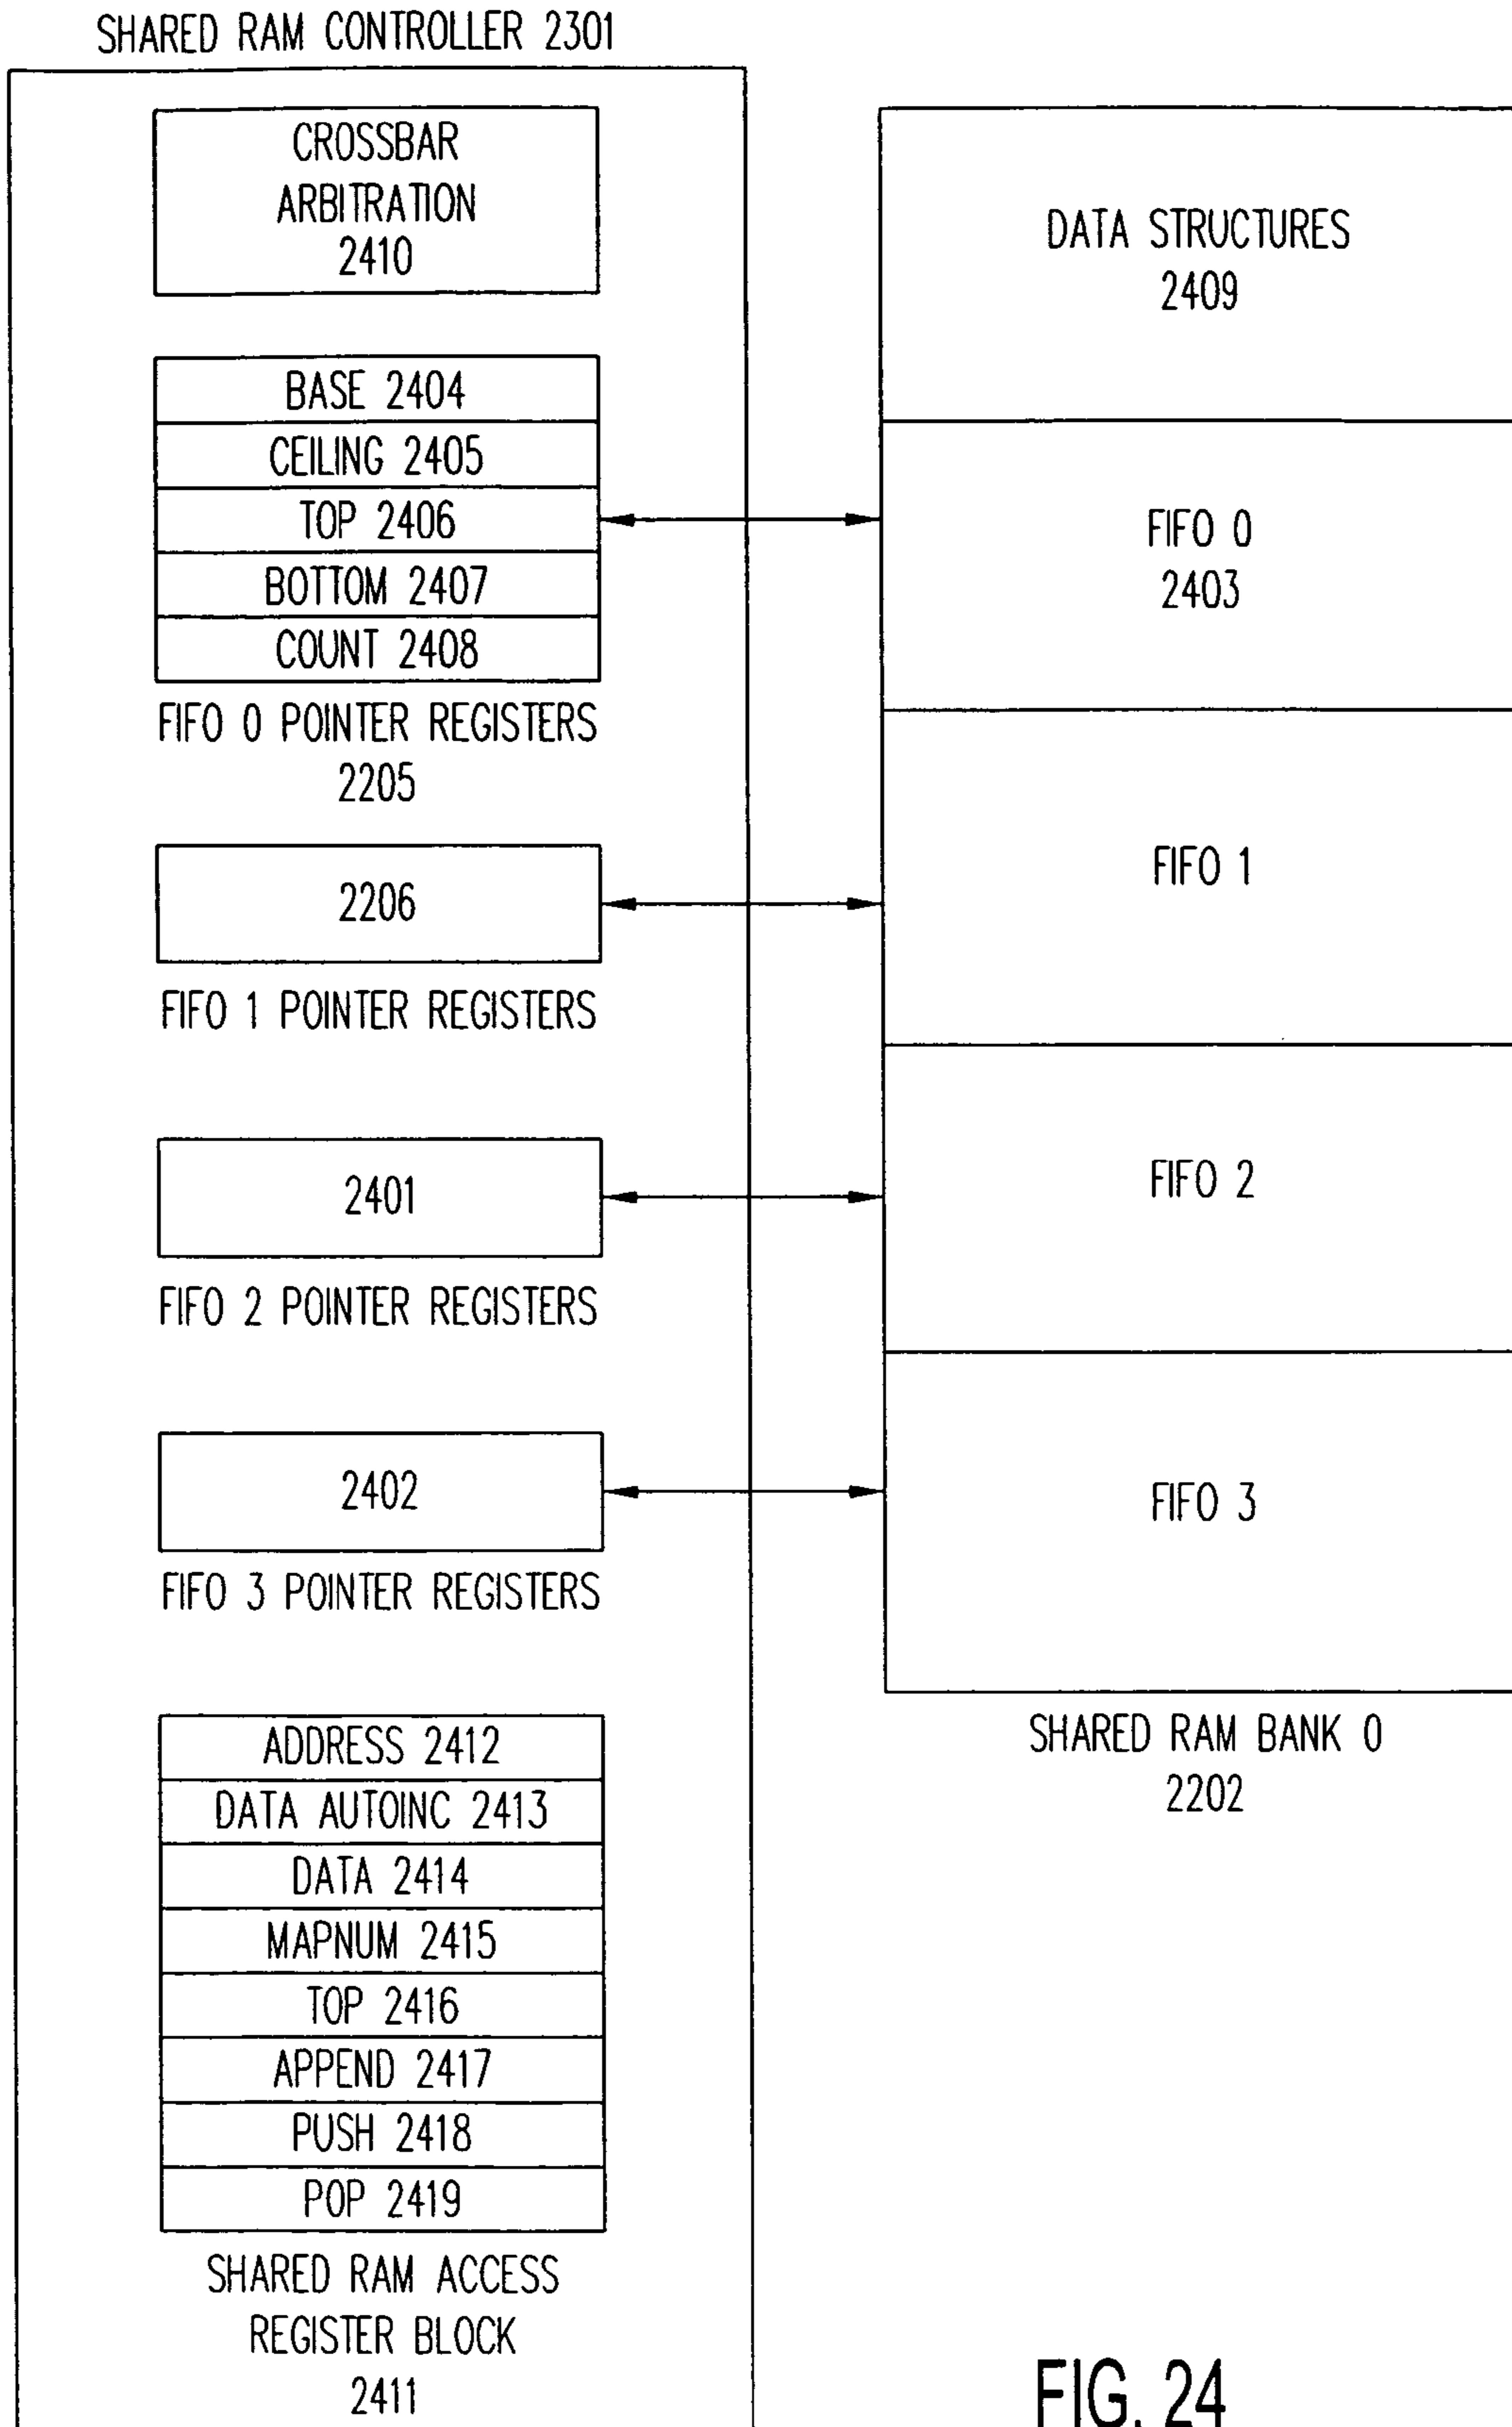 SHARED RAM CONTROLLER 2301
CROSSBAR
ARBITRATION
2410
BASE 2404
CEILING 2405
TOP 2406
BOTTOM 2407
COUNT 2408
FIFO 0 POINTER REGISTERS
2205
2206
FIFO 1 POINTER REGISTERS
2401
FIFO 2 POINTER REGISTERS
2402
FIFO 3 POINTER REGISTERS
ADDRESS 2412
DATA AUTOINC 2413
DATA 2414
MAPNUM 2415
TOP 2416
APPEND 2417
PUSH 2418
POP 2419
SHARED RAM ACCESS
REGISTER BLOCK
2411
DATA STRUCTURES
2409
FIFO 0
2403
FIFO 1
FIFO 2
FIFO 3
SHARED RAM BANK 0
2202
FIG. 24